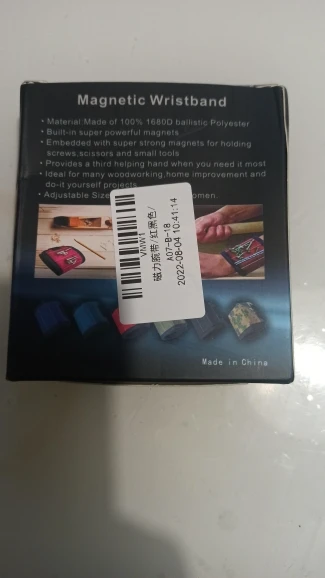 Magnetic Wristband
• Material:Made of 100% 1680D ballistic Polyester
• Built-in super powerful magnets
• Embedded with super strong magnets for holding
screws,scissors and small tools
• Provides a third helping hand when you need it most
• Ideal for many woodworking,home improvement and
do-it yourself projects
• Adjustable Size omen.
VMW1
磁力腕带/红黑色/
A07-B-18
2022-08-04 10:41:14
Made in China